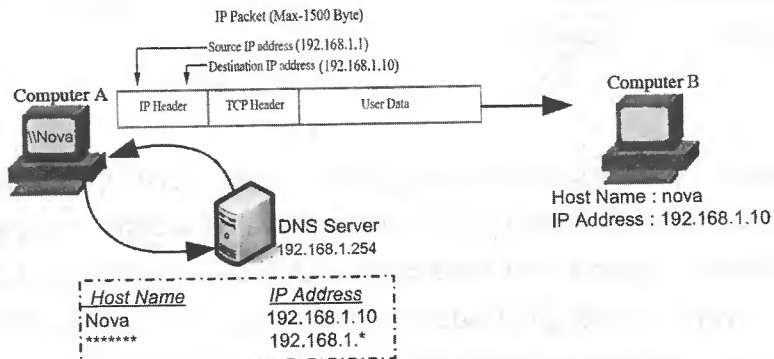 IP Packet (Max-1500 Byte)
Source IP address (192.168.1.1)
Destination IP address (192.168.1.10)
Computer A
\\Nova
IP Header
TCP Header
User Data
Computer B
Host Name : nova
IP Address : 192.168.1.10
DNS Server
192.168.1.254
Host Name IP Address
Nova 192.168.1.10
******* 192.168.1.*